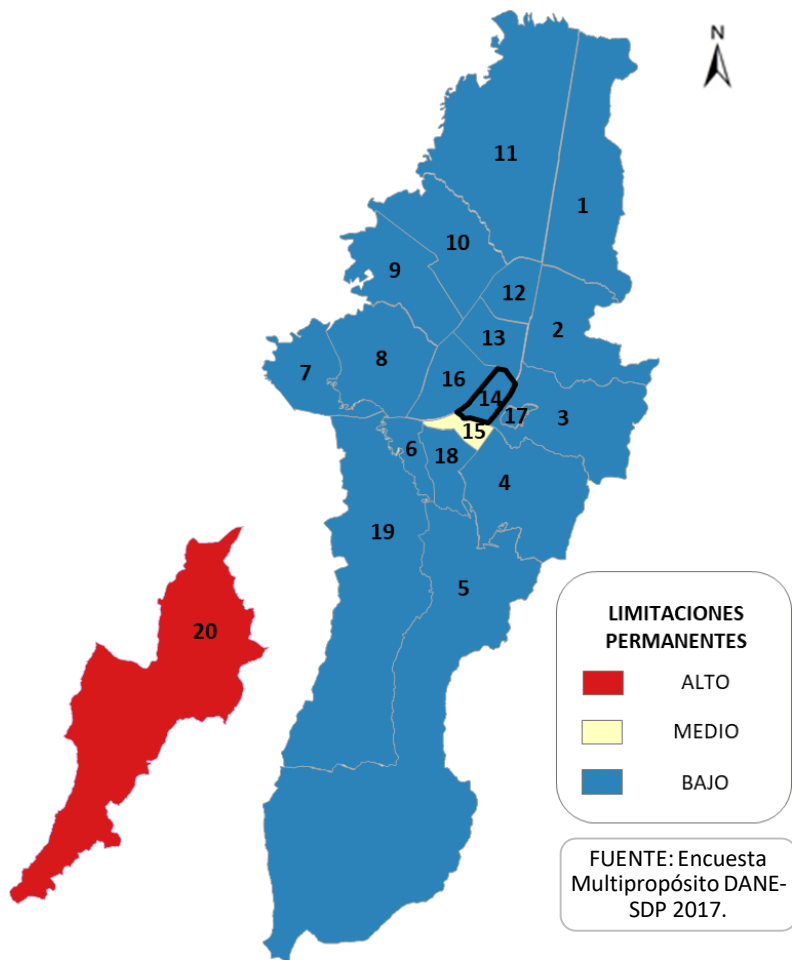 N
11
1
10
9
12
2
13
8
7
16
14
17
3
15
6
18
4
19
5
20
LIMITACIONES
PERMANENTES
ALTO
MEDIO
BAJO
FUENTE: Encuesta
Multipropósito DANE-
SDP 2017.